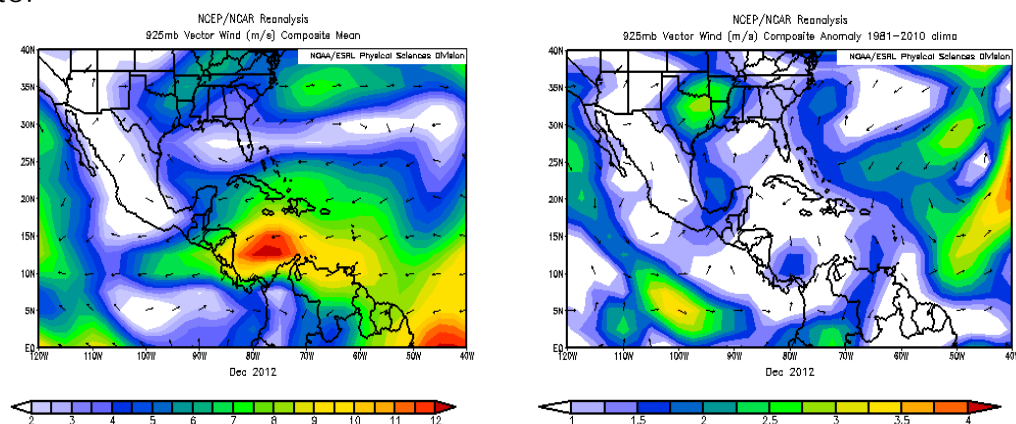 NCEP/NCAR Reanalysis
925mb Vector Wind (m/s) Composite Mean
NOAA/ESRL Physical Sciences Division
40N
35N
30N
25N
20N
15N
10N
5N
EQ
120W 110W 100W 90W 80W 70W 60W 50W 40W
Dec 2012
2 3 4 5 6 7 8 9 10 11 12
NCEP/NCAR Reanalysis
925mb Vector Wind (m/s) Composite Anomaly 1981-2010 clima
NOAA/ESRL Physical Sciences Division
40N
35N
30N
25N
20N
15N
10N
5N
EQ
120W 110W 100W 90W 80W 70W 60W 50W 40W
Dec 2012
1 1.5 2 2.5 3 3.5 4